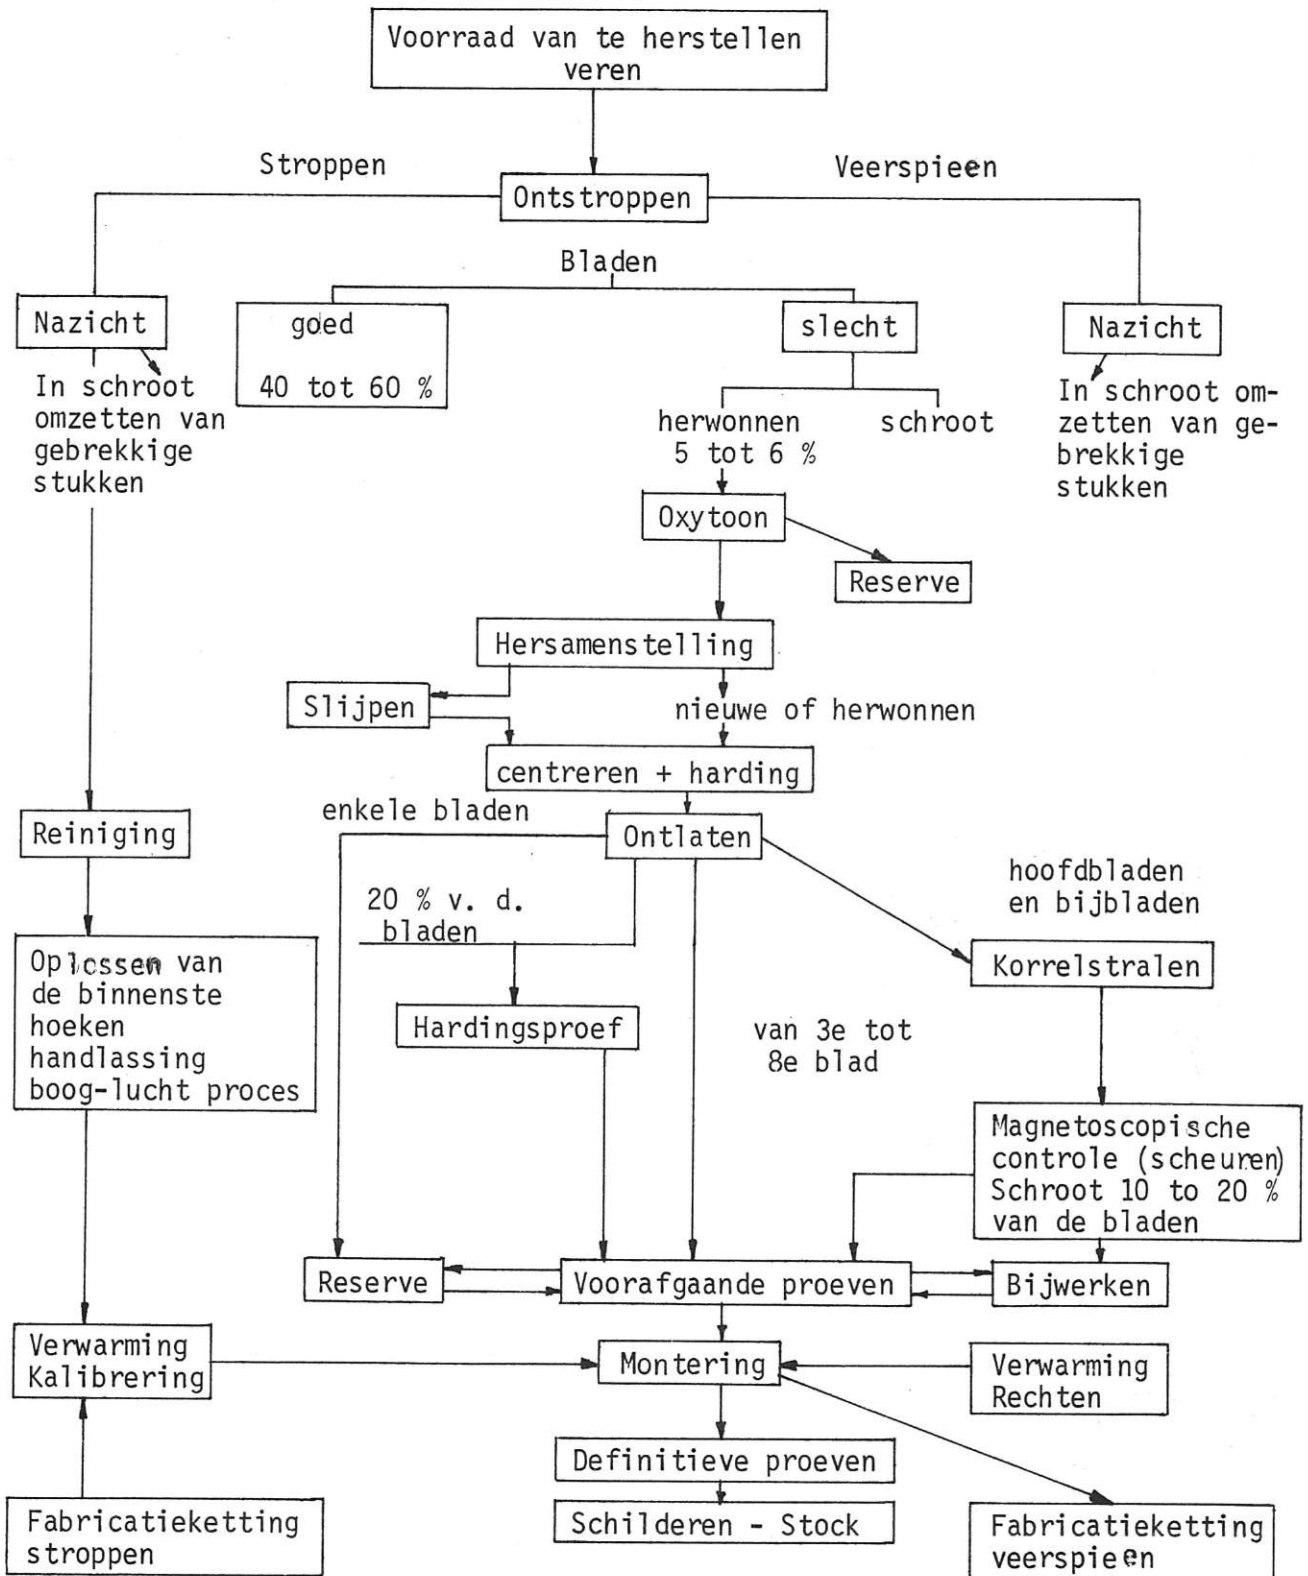 Voorraad van te herstellen
veren
Stroppen
Veerspieen
Ontstroppen
Bladen
Nazicht
goed
40 tot 60 %
slecht
Nazicht
In schroot
omzetten van
gebrekkige
stukken
herwonnen
5 tot 6 %
schroot
In schroot om-
zetten van ge-
brekkige
stukken
Oxytoon
Reserve
Hersamenstelling
Slijpen
nieuwe of herwonnen
centreren + harding
enkele bladen
Reiniging
Ontlaten
hoofdbladen
en bijbladen
20 % v. d.
bladen
Oplossen van
de binnenste
hoeken
handlassing
boog-lucht proces
Korrelstralen
Hardingsproef
van 3e tot
8e blad
Magnetoscopische
controle (scheuren)
Schroot 10 to 20 %
van de bladen
Reserve
Voorafgaande proeven
Bijwerken
Verwarming
Kalibrering
Montering
Verwarming
Rechten
Definitieve proeven
Fabricatieketting
stroppen
Schilderen - Stock
Fabricatieketting
veerspieen